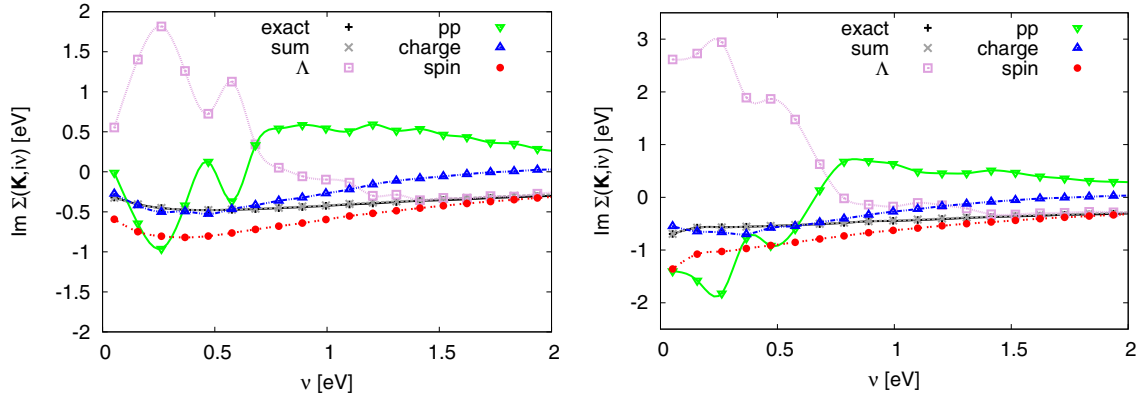 exact
sum
Λ
pp
charge
spin
Im Σ(K,iν) [eV]
2
1.5
1
0.5
0
-0.5
-1
-1.5
-2
0 0.5 1 1.5 2
ν [eV]
exact
sum
Λ
pp
charge
spin
Im Σ(K,iν) [eV]
3
2
1
0
-1
-2
0 0.5 1 1.5 2
ν [eV]